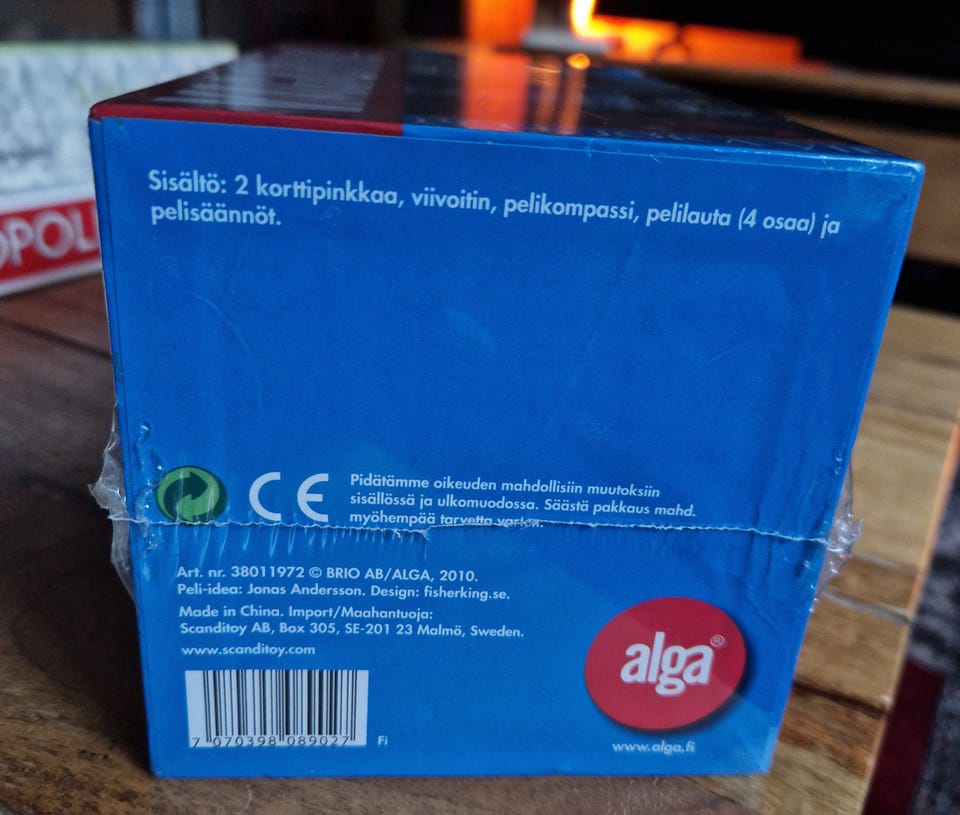 Sisältö: 2 korttipinkkaa, viivoitin, pelikompassi, pelilauta (4 osaa) ja
pelisäännöt.
CE
Pidätämme oikeuden mahdollisiin muutoksiin
sisällössä ja ulkomuodossa. Säästä pakkaus mahd.
myöhempää tarvetta varten.
Art. nr. 38011972 © BRIO AB/ALGA, 2010.
Peli-idea: Jonas Andersson. Design: fisherking.se.
Made in China. Import/Maahantuoja:
Scanditoy AB, Box 305, SE-201 23 Malmö, Sweden.
www.scanditoy.com
7 070398 089027 Fi
alga®
www.alga.fi
OPOL